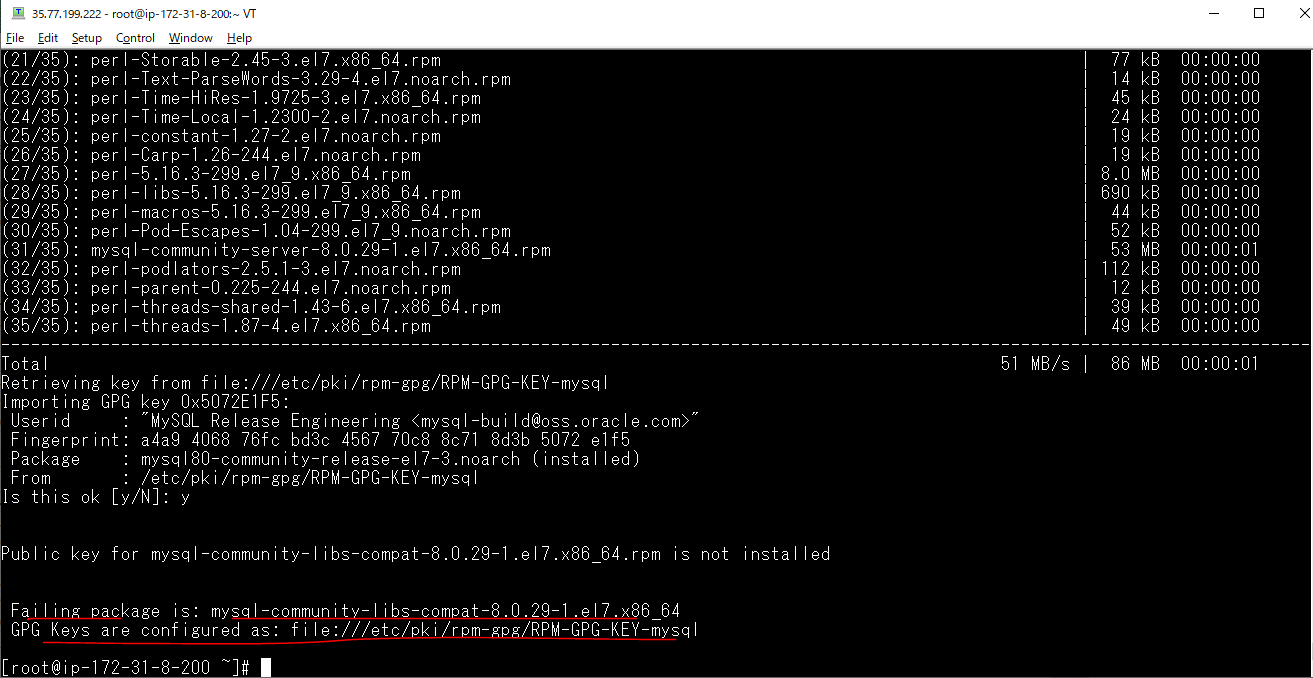 35.77.199.222 - root@ip-172-31-8-200:~ VT
File Edit Setup Control Window Help
(21/35): perl-Storable-2.45-3.el7.x86_64.rpm | 77 kB 00:00:00
(22/35): perl-Text-ParseWords-3.29-4.el7.noarch.rpm | 14 kB 00:00:00
(23/35): perl-Time-HiRes-1.9725-3.el7.x86_64.rpm | 45 kB 00:00:00
(24/35): perl-Time-Local-1.2300-2.el7.noarch.rpm | 24 kB 00:00:00
(25/35): perl-constant-1.27-2.el7.noarch.rpm | 19 kB 00:00:00
(26/35): perl-Carp-1.26-244.el7.noarch.rpm | 19 kB 00:00:00
(27/35): perl-5.16.3-299.el7_9.x86_64.rpm | 8.0 MB 00:00:00
(28/35): perl-libs-5.16.3-299.el7_9.x86_64.rpm | 690 kB 00:00:00
(29/35): perl-macros-5.16.3-299.el7_9.x86_64.rpm | 44 kB 00:00:00
(30/35): perl-Pod-Escapes-1.04-299.el7_9.noarch.rpm | 52 kB 00:00:00
(31/35): mysql-community-server-8.0.29-1.el7.x86_64.rpm | 53 MB 00:00:01
(32/35): perl-podlators-2.5.1-3.el7.noarch.rpm | 112 kB 00:00:00
(33/35): perl-parent-0.225-244.el7.noarch.rpm | 12 kB 00:00:00
(34/35): perl-threads-shared-1.43-6.el7.x86_64.rpm | 39 kB 00:00:00
(35/35): perl-threads-1.87-4.el7.x86_64.rpm | 49 kB 00:00:00
Total 51 MB/s | 86 MB 00:00:01
Retrieving key from file:///etc/pki/rpm-gpg/RPM-GPG-KEY-mysql
Importing GPG key 0x5072E1F5:
Userid : "MySQL Release Engineering <mysql-build@oss.oracle.com>"
Fingerprint: a4a9 4068 76fc bd3c 4567 70c8 8c71 8d3b 5072 e1f5
Package : mysql80-community-release-el7-3.noarch (installed)
From : /etc/pki/rpm-gpg/RPM-GPG-KEY-mysql
Is this ok [y/N]: y
Public key for mysql-community-libs-compat-8.0.29-1.el7.x86_64.rpm is not installed
Failing package is: mysql-community-libs-compat-8.0.29-1.el7.x86_64
GPG Keys are configured as: file:///etc/pki/rpm-gpg/RPM-GPG-KEY-mysql
[root@ip-172-31-8-200 ~]#